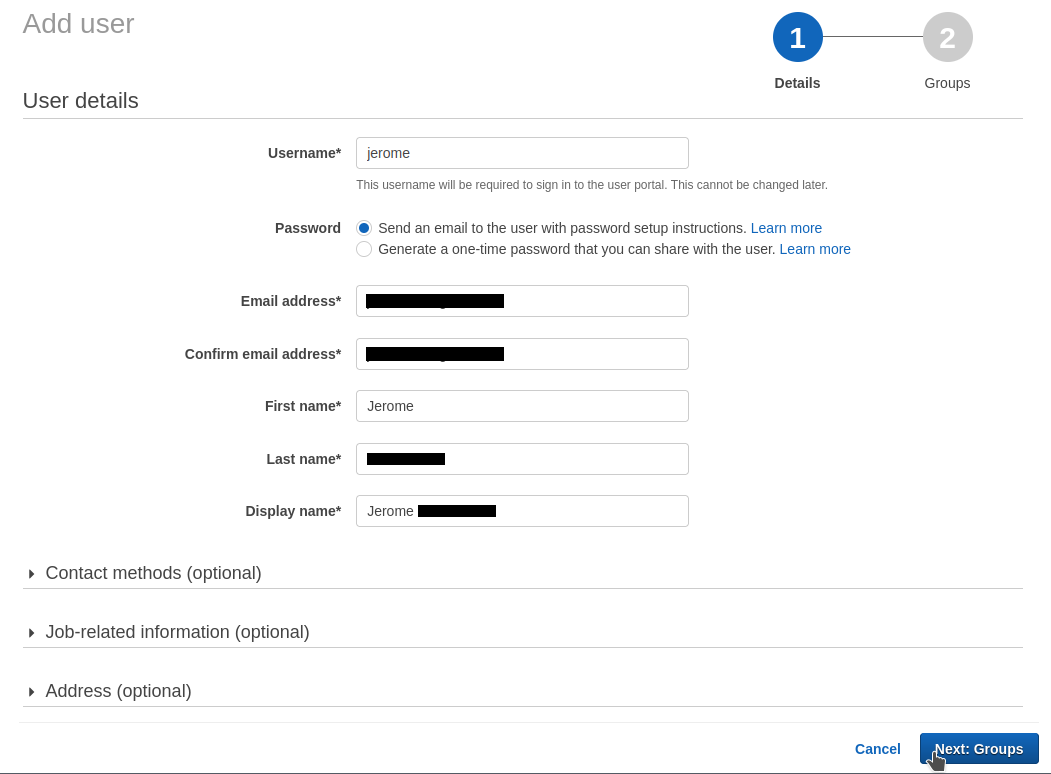 Add user
1
2
Details
Groups
User details
Username*
jerome
This username will be required to sign in to the user portal. This cannot be changed later.
Password
Send an email to the user with password setup instructions. Learn more
Generate a one-time password that you can share with the user. Learn more
Email address*
Confirm email address*
First name*
Jerome
Last name*
Display name*
Jerome
Contact methods (optional)
Job-related information (optional)
Address (optional)
Cancel
Next: Groups